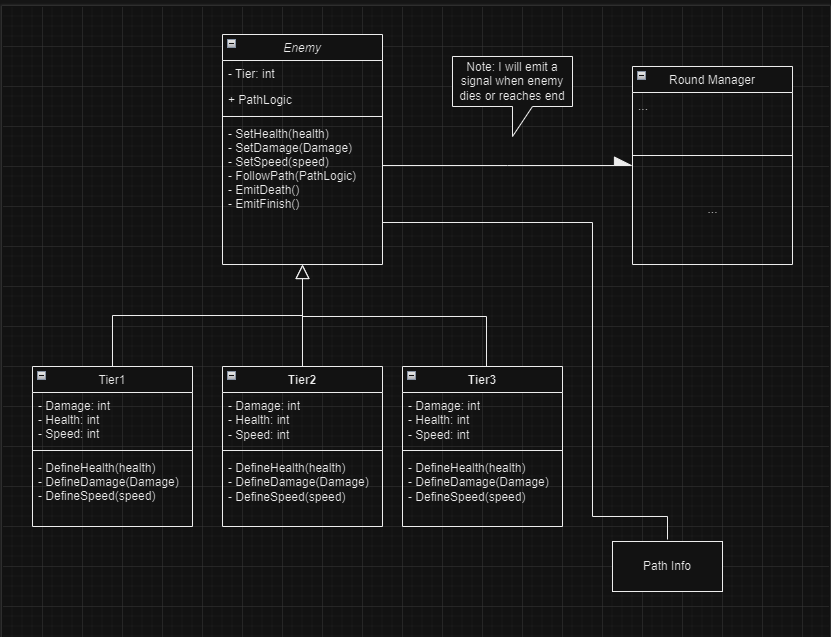 Enemy
- Tier: int
+ PathLogic
- SetHealth(health)
- SetDamage(Damage)
- SetSpeed(speed)
- FollowPath(PathLogic)
- EmitDeath()
- EmitFinish()
Note: I will emit a
signal when enemy
dies or reaches end
Round Manager
...
...
Tier1
- Damage: int
- Health: int
- Speed: int
- DefineHealth(health)
- DefineDamage(Damage)
- DefineSpeed(speed)
Tier2
- Damage: int
- Health: int
- Speed: int
- DefineHealth(health)
- DefineDamage(Damage)
- DefineSpeed(speed)
Tier3
- Damage: int
- Health: int
- Speed: int
- DefineHealth(health)
- DefineDamage(Damage)
- DefineSpeed(speed)
Path Info